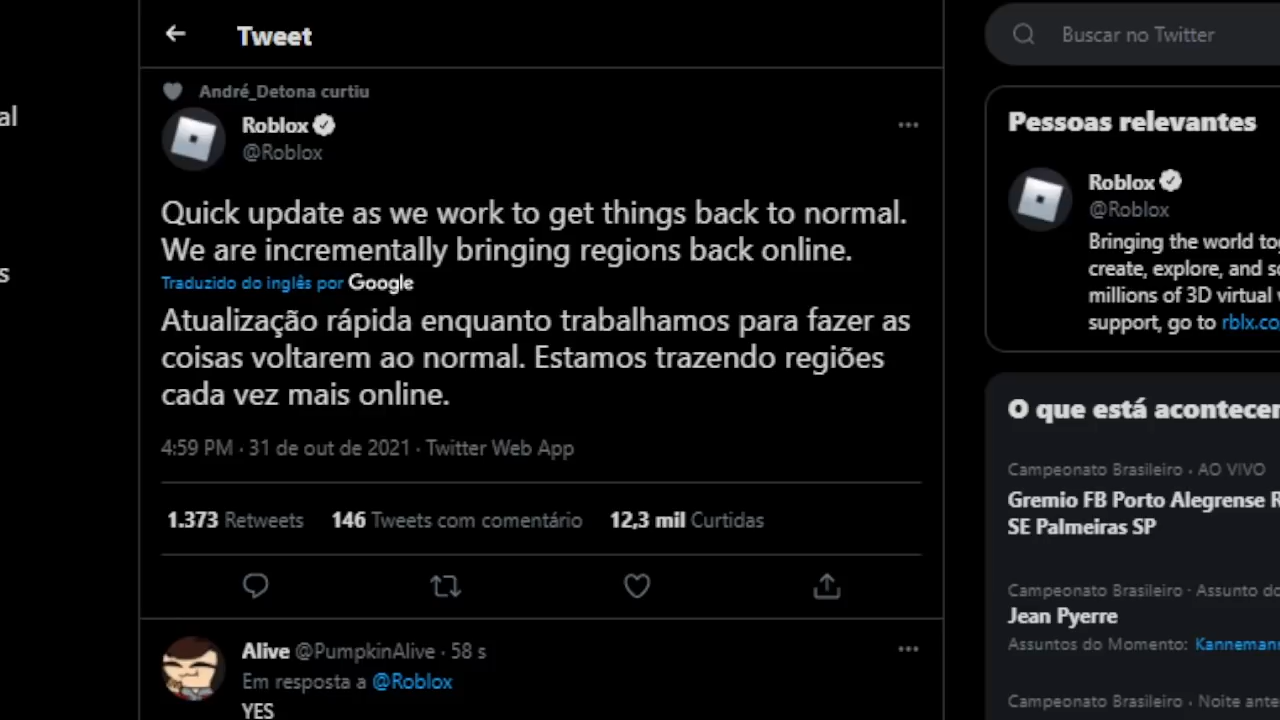 al
s
Tweet
André_Detona curtiu
Roblox
@Roblox
Quick update as we work to get things back to normal.
We are incrementally bringing regions back online.
Traduzido do inglês por Google
Atualização rápida enquanto trabalhamos para fazer as
coisas voltarem ao normal. Estamos trazendo regiões
cada vez mais online.
4:59 PM · 31 de out de 2021 · Twitter Web App
1.373 Retweets 146 Tweets com comentário 12,3 mil Curtidas
Alive @PumpkinAlive · 58 s
Em resposta a @Roblox
YES
Buscar no Twitter
Pessoas relevantes
Roblox
@Roblox
Bringing the world tog
create, explore, and so
millions of 3D virtual
support, go to rblx.co
O que está acontecen
Campeonato Brasileiro · AO VIVO
Gremio FB Porto Alegrense R
SE Palmeiras SP
Campeonato Brasileiro · Assunto do
Jean Pyerre
Assuntos do Momento: Kannemann
Campeonato Brasileiro · Noite ante